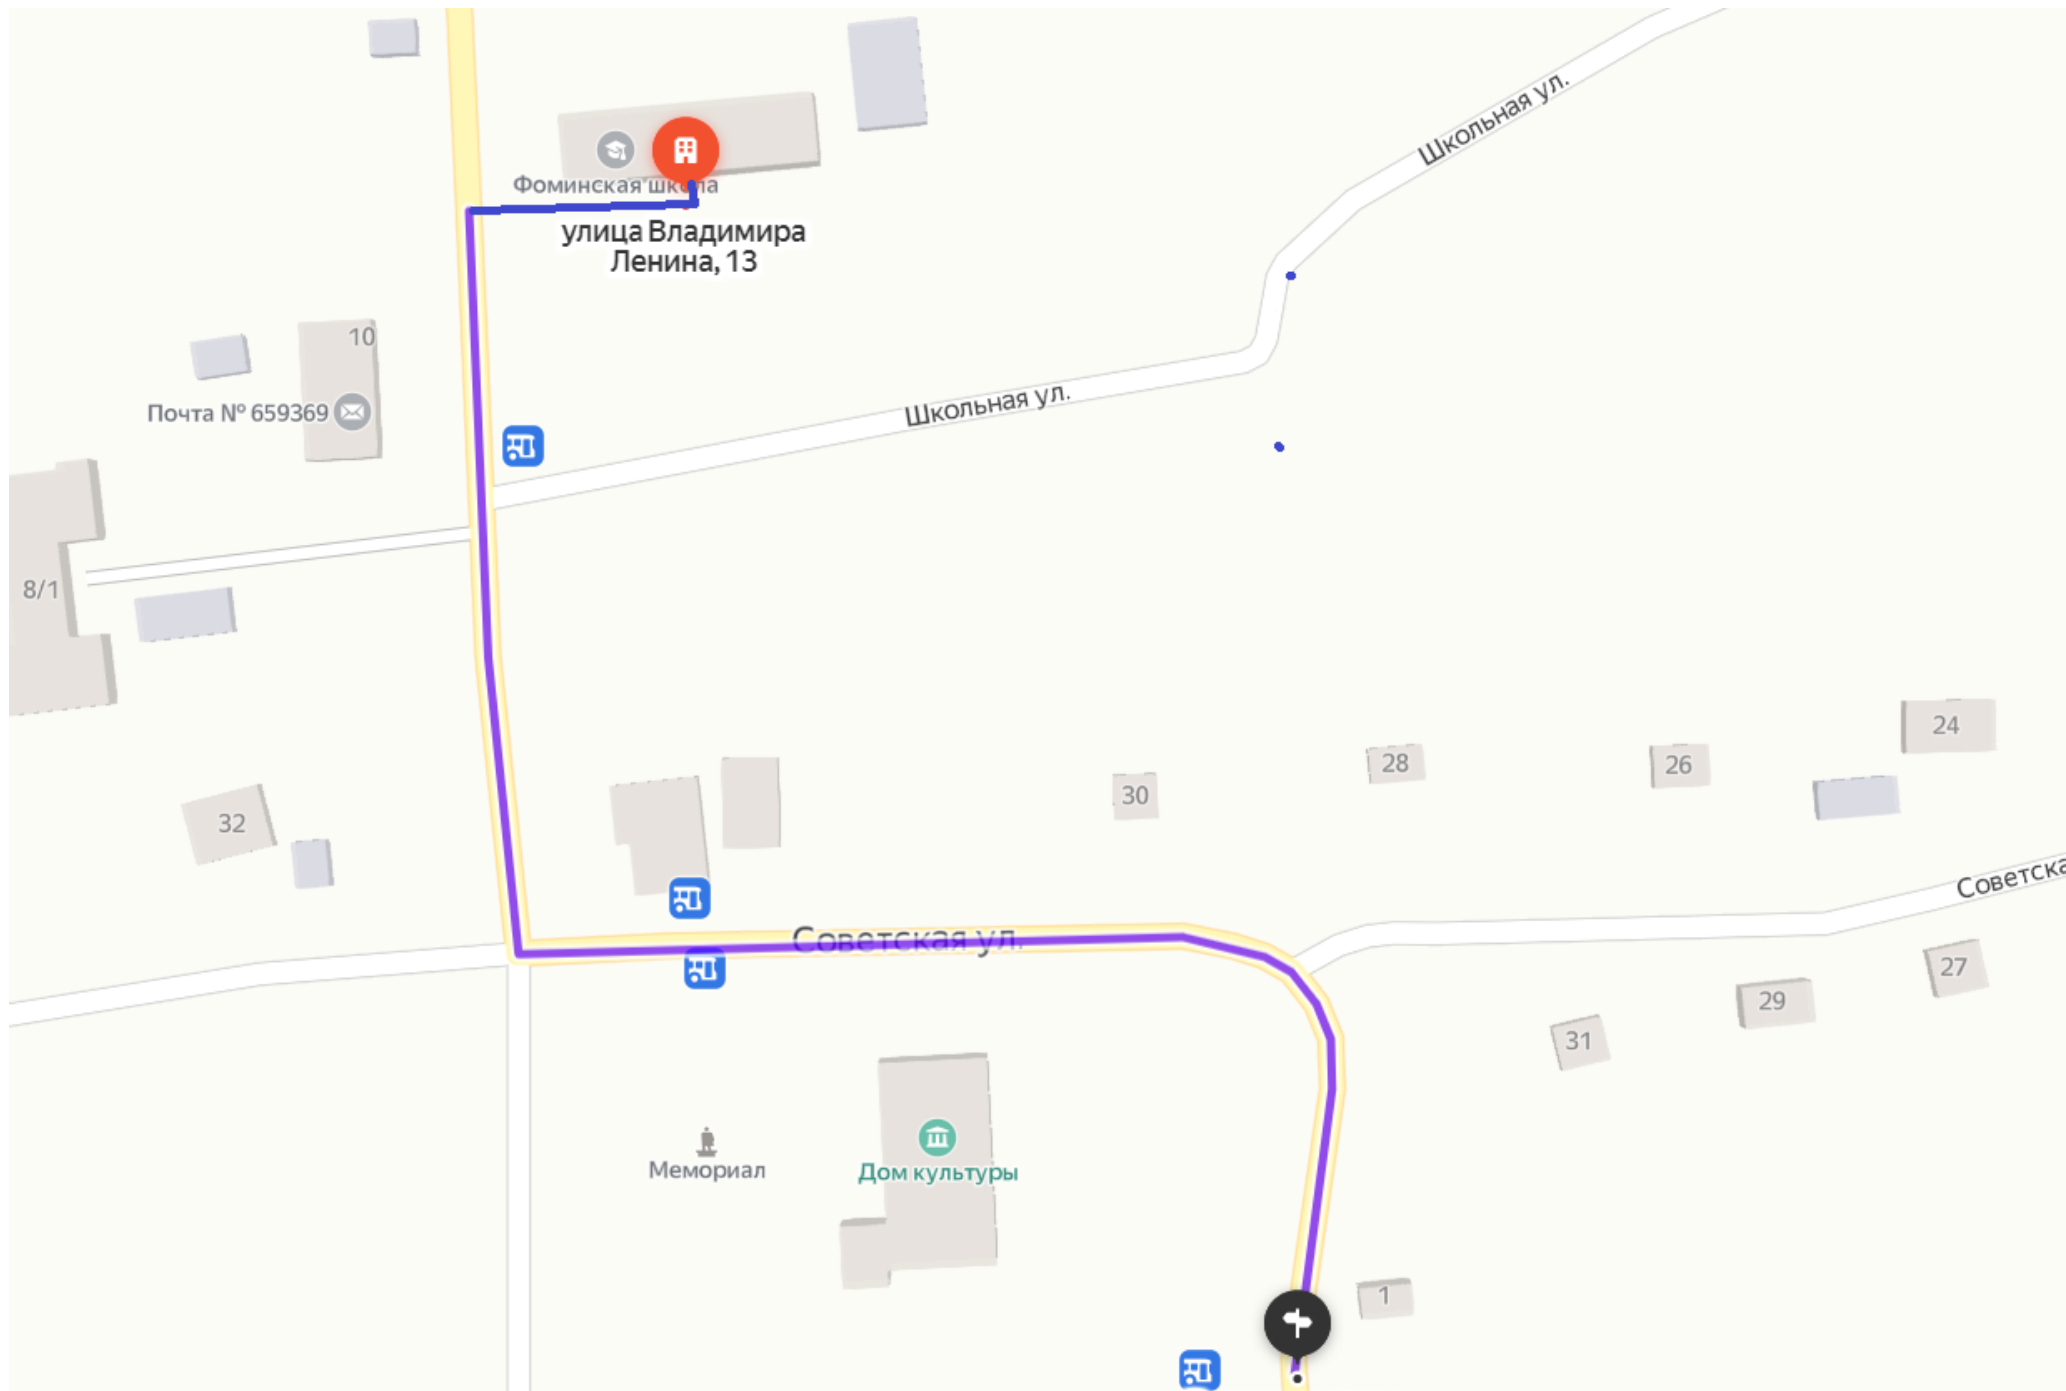 Школьная ул.
Фоминская школа
улица Владимира
Ленина, 13
10
Почта № 659369
Школьная ул.
8/1
24
28
26
30
32
Советска
Советская ул.
27
29
31
Мемориал
Дом культуры
1